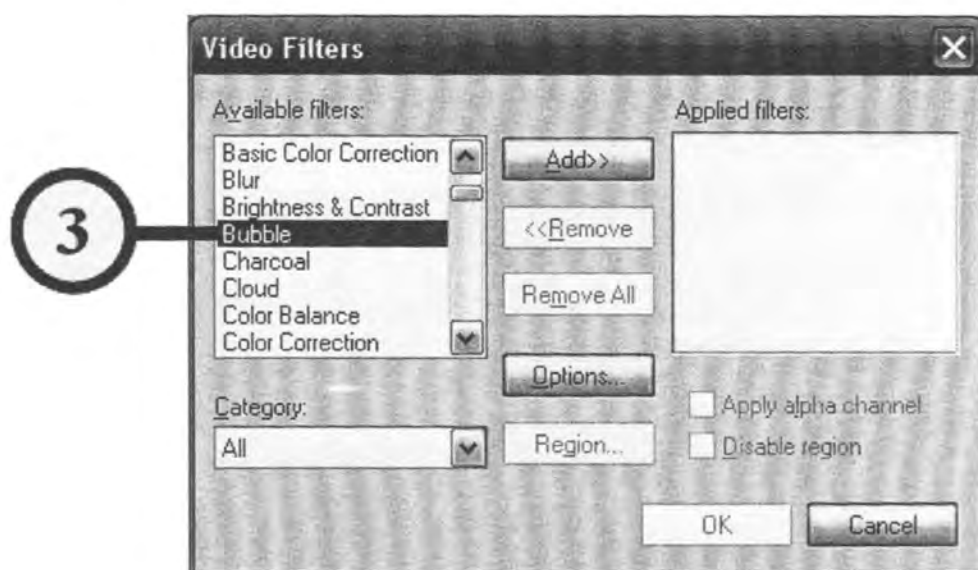 Video Filters
Available filters:
Applied filters:
Basic Color Correction
Blur
Brightness & Contrast
Bubble
Charcoal
Cloud
Color Balance
Color Correction
Add>>
<<Remove
Remove All
Options...
Category:
All
Region...
Apply alpha channel
Disable region
OK
Cancel
3